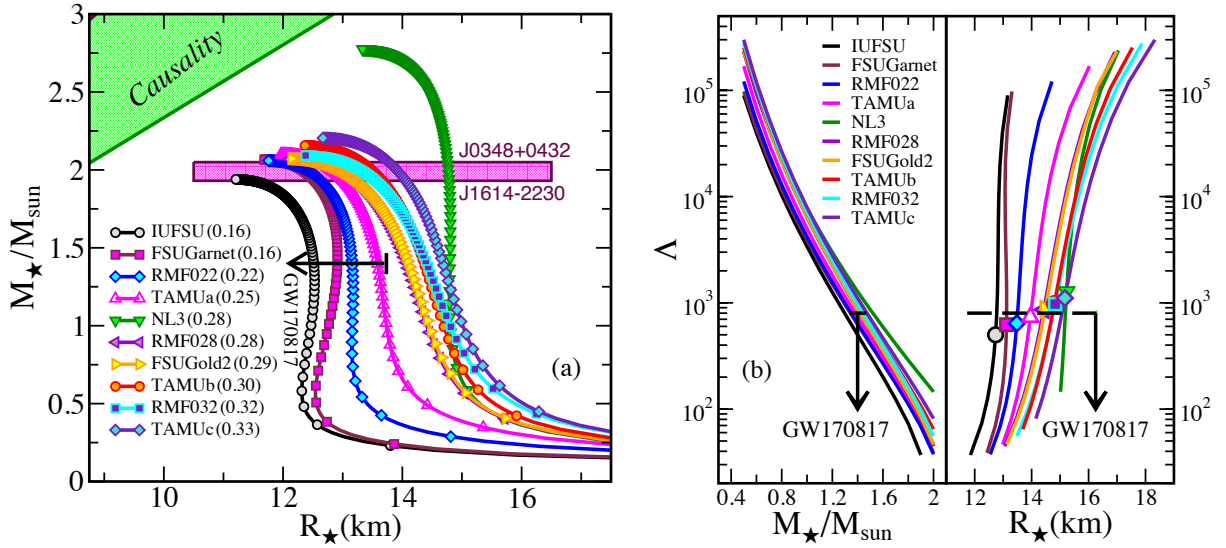 3
2.5
2
1.5
1
0.5
0
M★/Msun
Causality
J0348+0432
J1614-2230
IUFSU(0.16)
FSUGarnet(0.16)
RMF022(0.22)
TAMUa(0.25)
NL3(0.28)
RMF028(0.28)
FSUGold2(0.29)
TAMUb(0.30)
RMF032(0.32)
TAMUc(0.33)
GW170817
(a)
10 12 14 16
R★(km)
Λ
10^5
10^4
10^3
10^2
IUFSU
FSUGarnet
RMF022
TAMUa
NL3
RMF028
FSUGold2
TAMUb
RMF032
TAMUc
(b)
GW170817
0.4 0.8 1.2 1.6 2
M★/Msun
GW170817
12 14 16 18
R★(km)
10^5
10^4
10^3
10^2